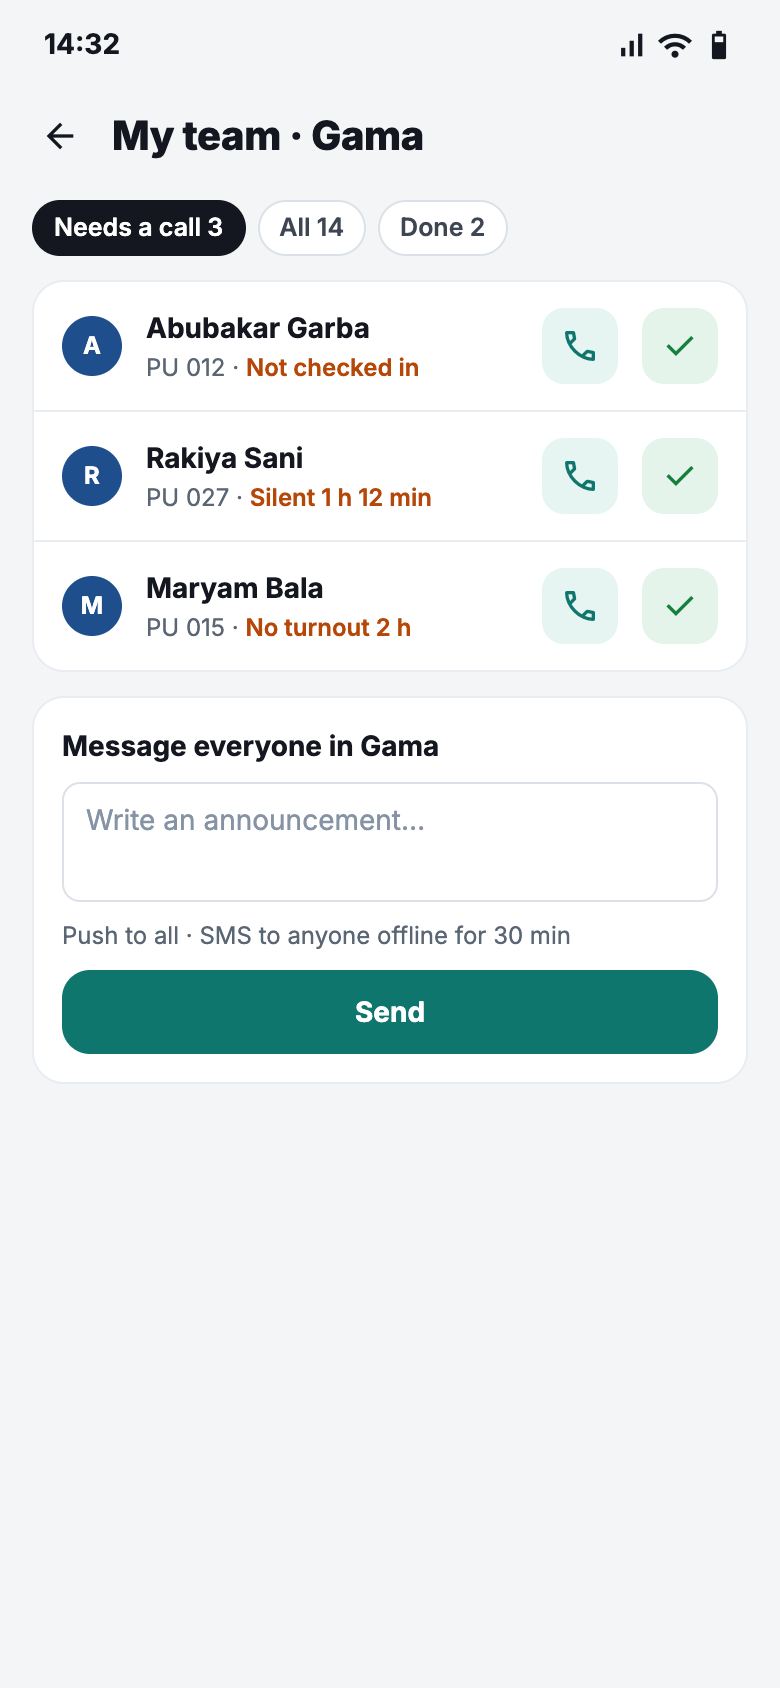 14:32
My team · Gama
Needs a call 3
All 14
Done 2
A
Abubakar Garba
PU 012 · Not checked in
R
Rakiya Sani
PU 027 · Silent 1 h 12 min
M
Maryam Bala
PU 015 · No turnout 2 h
Message everyone in Gama
Write an announcement...
Push to all · SMS to anyone offline for 30 min
Send